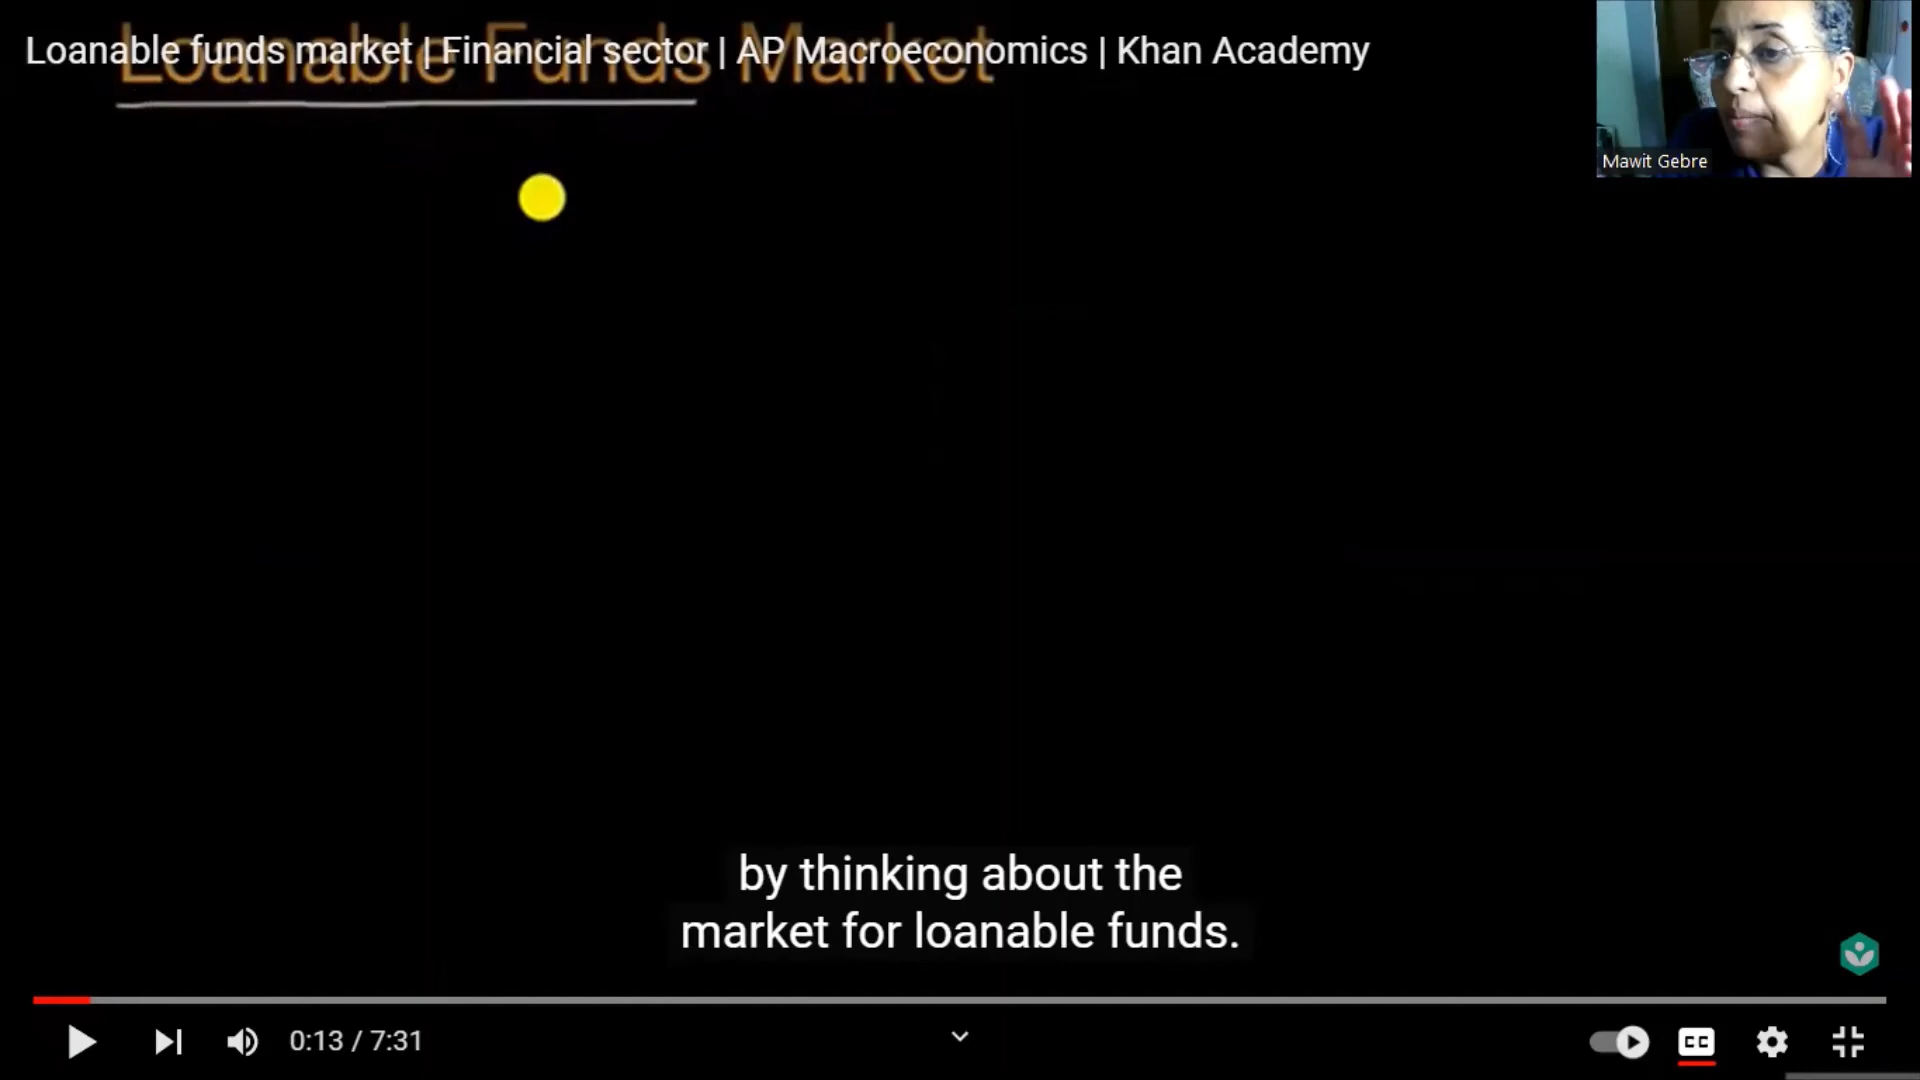 Loanable funds market | Financial sector | AP Macroeconomics | Khan Academy
Loanable Funds Market
Mawit Gebre
by thinking about the
market for loanable funds.
0:13 / 7:31
CC